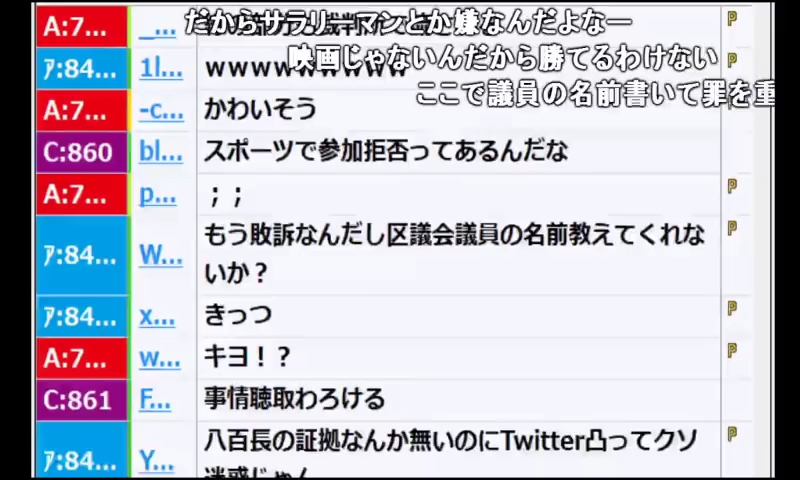 だからサラリーマンとか嫌なんだよなー
映画じゃないんだから勝てるわけない
ここで議員の名前書いて罪を重
A:7... _... P
ｱ:84... 1l... wwwwwwwwww P
A:7... -c... かわいそう
C:860 bl... スポーツで参加拒否ってあるんだな
A:7... p... ；； P
ｱ:84... W... もう敗訴なんだし区議会議員の名前教えてくれな P
いか？
ｱ:84... x... きっつ P
A:7... w... キヨ！？ P
C:861 F... 事情聴取わろける
ｱ:84... Y... 八百長の証拠なんか無いのにTwitter凸ってクソ P
迷惑じゃん